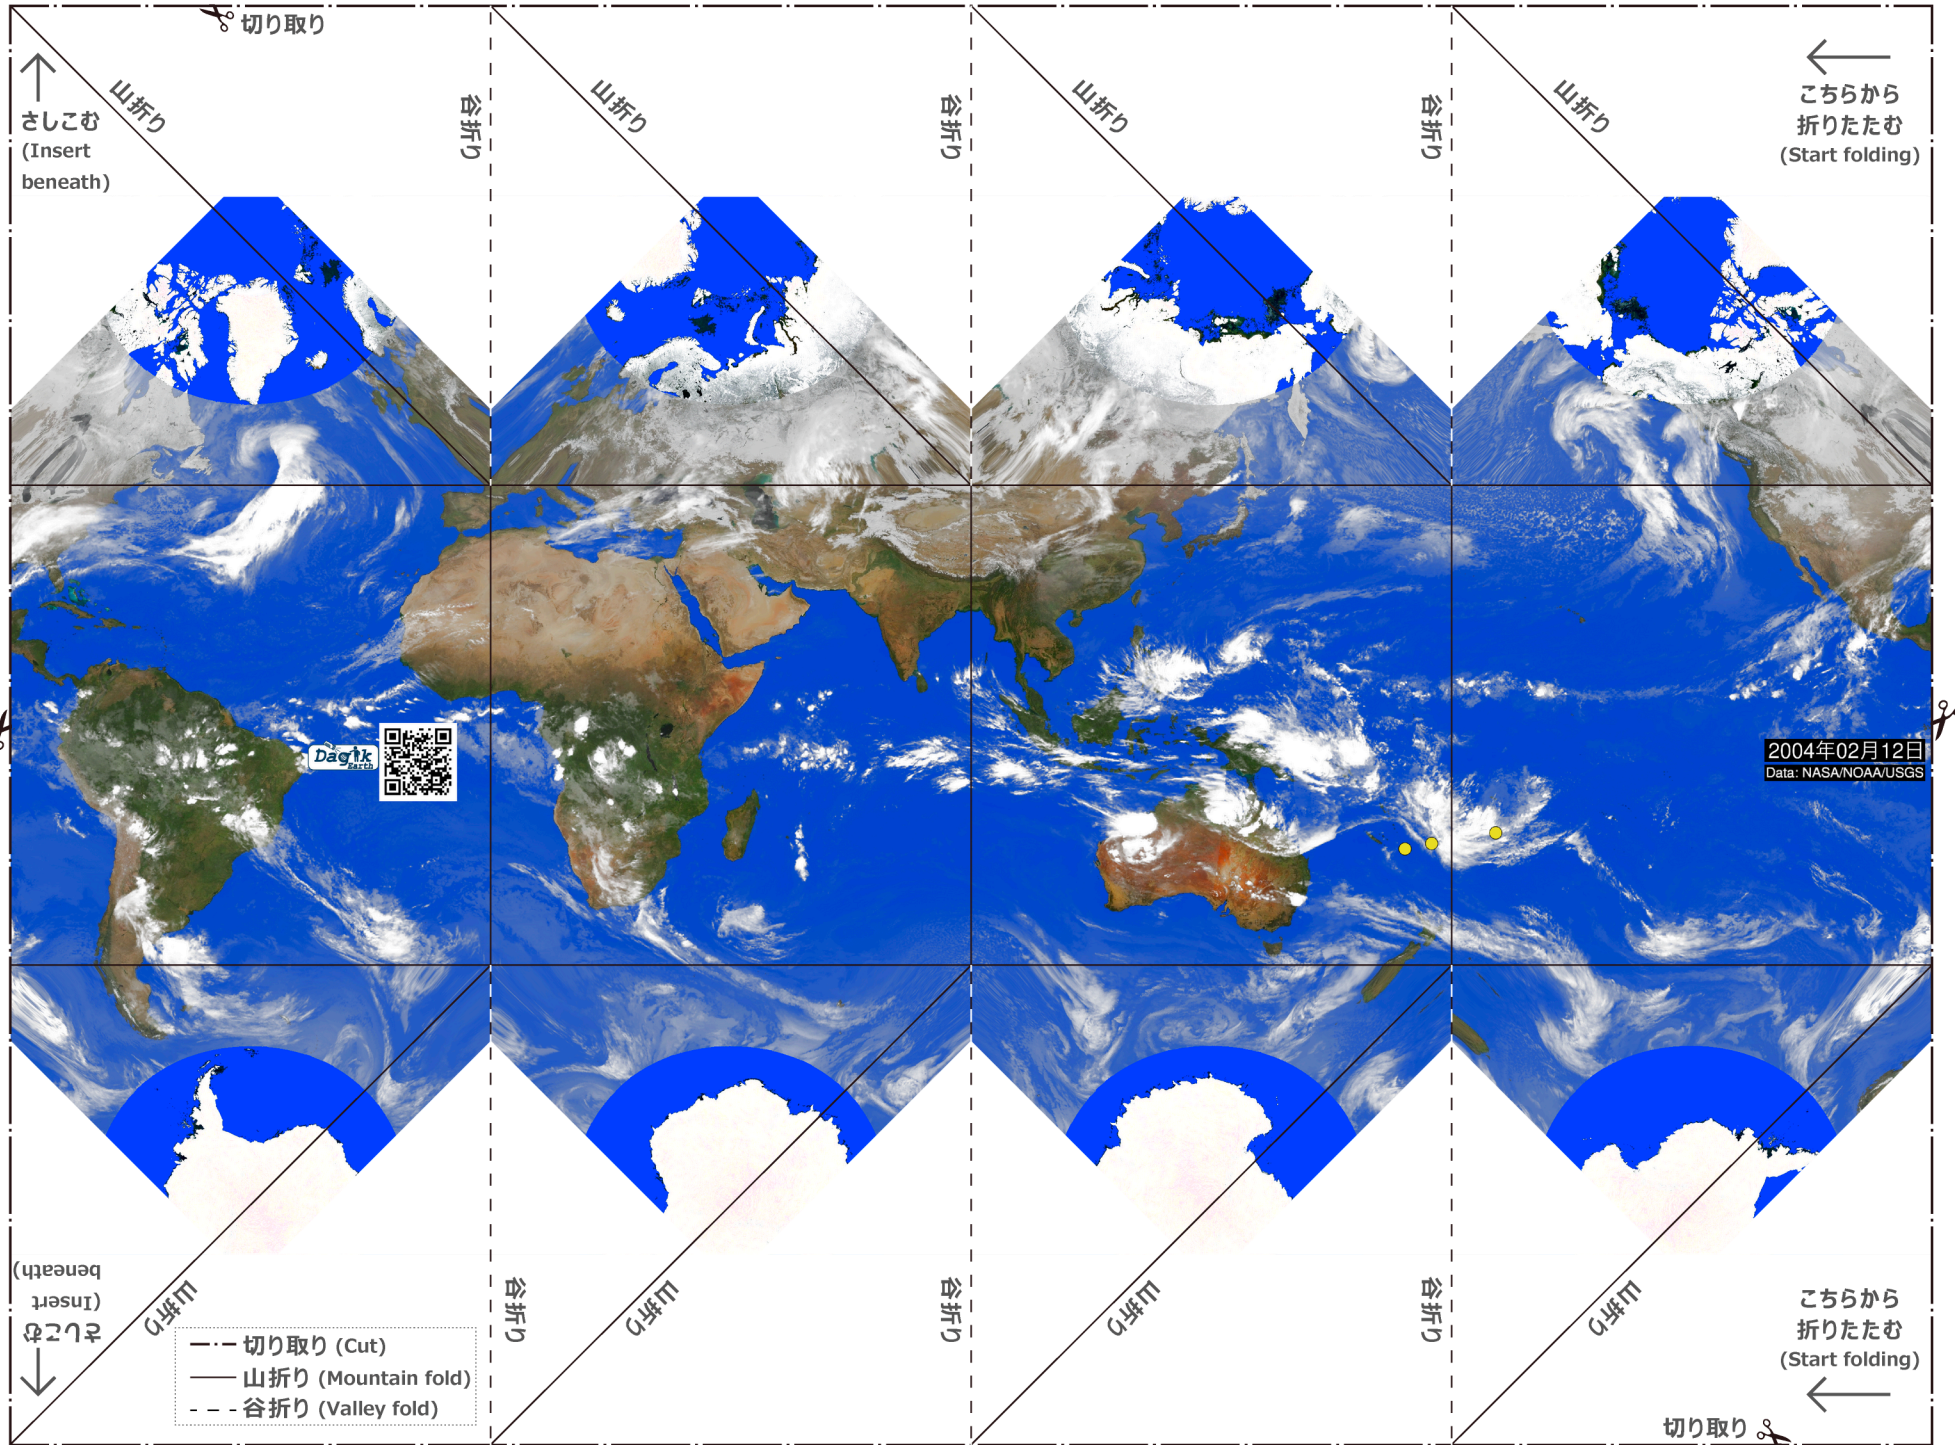 切り取り
さしこむ
(Insert
beneath)
山折り
谷折り
山折り
谷折り
山折り
谷折り
山折り
こちらから
折りたたむ
(Start folding)
Dagik
Earth
2004年02月12日
Data: NASA/NOAA/USGS
さしこむ
(Insert
beneath)
山折り
谷折り
山折り
谷折り
山折り
谷折り
山折り
こちらから
折りたたむ
(Start folding)
切り取り (Cut)
山折り (Mountain fold)
谷折り (Valley fold)
切り取り